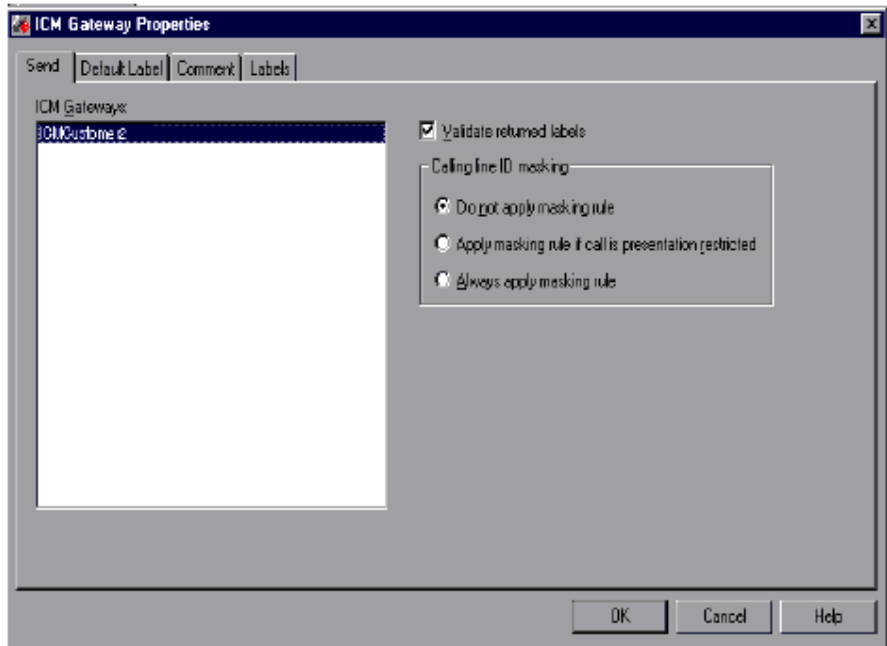 ICM Gateway Properties
Send Default Label Comment Labels
ICM Gateways:
ICMCustomer2
Validate returned labels
Calling line ID masking
Do not apply masking rule
Apply masking rule if call is presentation restricted
Always apply masking rule
OK Cancel Help